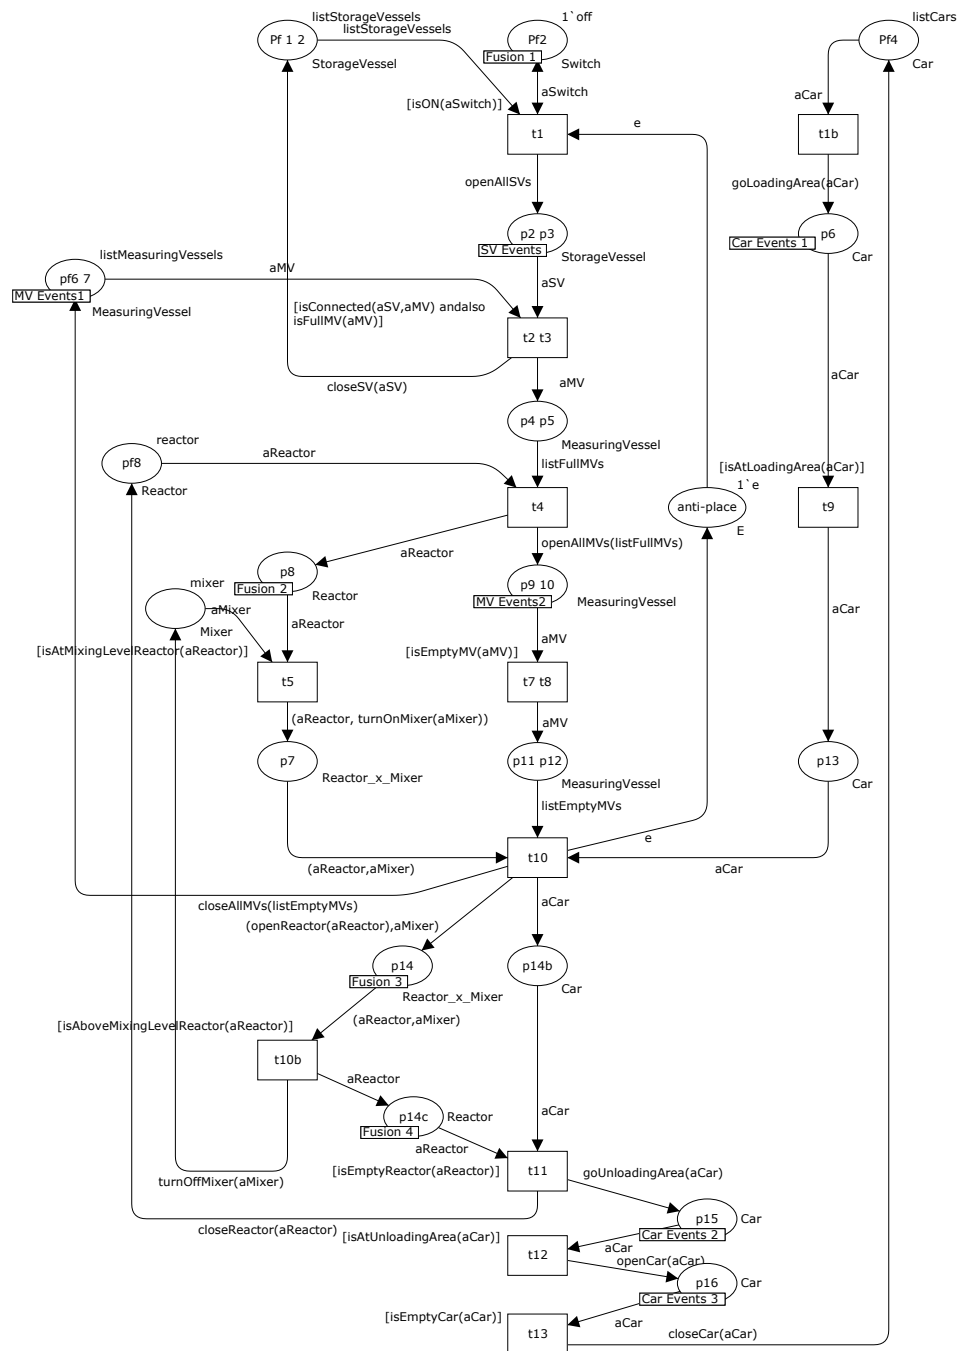 listStorageVessels
listStorageVessels
Pf 1 2
StorageVessel
1`off
Pf2
Fusion 1
Switch
listCars
Pf4
Car
aSwitch
[isON(aSwitch)]
aCar
t1
e
t1b
openAllSVs
goLoadingArea(aCar)
p2 p3
SV Events
StorageVessel
p6
Car Events 1
Car
listMeasuringVessels
pf6 7
MV Events1
MeasuringVessel
aMV
aSV
[isConnected(aSV,aMV) andalso
isFullMV(aMV)]
t2 t3
closeSV(aSV)
aMV
aCar
p4 p5
MeasuringVessel
reactor
pf8
Reactor
aReactor
listFullMVs
[isAtLoadingArea(aCar)]
t4
1`e
anti-place
E
t9
aReactor
openAllMVs(listFullMVs)
p8
Fusion 2
Reactor
p9 10
MV Events2
MeasuringVessel
mixer
aMixer
Mixer
aReactor
aCar
[isAtMixingLevelReactor(aReactor)]
aMV
[isEmptyMV(aMV)]
t5
t7 t8
(aReactor, turnOnMixer(aMixer))
aMV
p7
Reactor_x_Mixer
p11 p12
MeasuringVessel
p13
Car
listEmptyMVs
t10
e
(aReactor,aMixer)
aCar
closeAllMVs(listEmptyMVs)
aCar
(openReactor(aReactor),aMixer)
p14
Fusion 3
Reactor_x_Mixer
p14b
Car
(aReactor,aMixer)
[isAboveMixingLevelReactor(aReactor)]
t10b
aReactor
p14c
Fusion 4
Reactor
aCar
aReactor
[isEmptyReactor(aReactor)]
t11
goUnloadingArea(aCar)
turnOffMixer(aMixer)
closeReactor(aReactor)
p15
Car Events 2
Car
[isAtUnloadingArea(aCar)]
t12
aCar
openCar(aCar)
p16
Car Events 3
Car
[isEmptyCar(aCar)]
aCar
t13
closeCar(aCar)